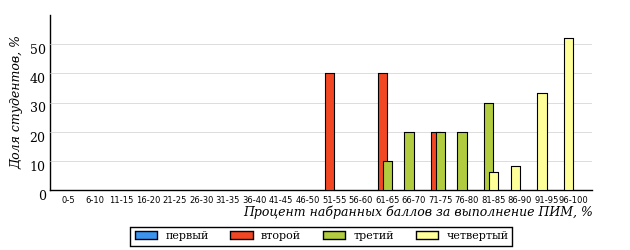 Доля студентов, %
50
40
30
20
10
0
0-5 6-10 11-15 16-20 21-25 26-30 31-35 36-40 41-45 46-50 51-55 56-60 61-65 66-70 71-75 76-80 81-85 86-90 91-95 96-100
Процент набранных баллов за выполнение ПИМ, %
первый второй третий четвертый